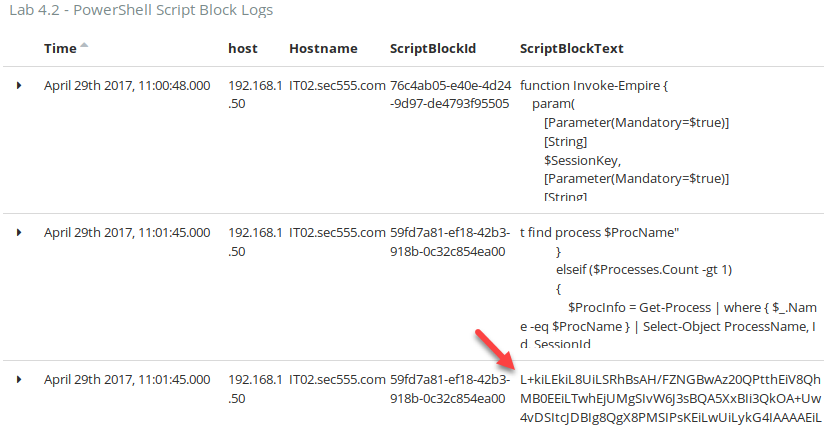 Lab 4.2 - PowerShell Script Block Logs
Time host Hostname ScriptBlockId ScriptBlockText
April 29th 2017, 11:00:48.000 192.168.1 IT02.sec555.com 76c4ab05-e40e-4d24 function Invoke-Empire {
.50 -9d97-de4793f95505 param(
[Parameter(Mandatory=$true)]
[String]
$SessionKey,
[Parameter(Mandatory=$true)]
[String]
April 29th 2017, 11:01:45.000 192.168.1 IT02.sec555.com 59fd7a81-ef18-42b3- t find process $ProcName"
.50 918b-0c32c854ea00 }
elseif ($Processes.Count -gt 1)
{
$ProcInfo = Get-Process | where { $_.Nam
e -eq $ProcName } | Select-Object ProcessName, I
d, SessionId
April 29th 2017, 11:01:45.000 192.168.1 IT02.sec555.com 59fd7a81-ef18-42b3- L+kiLEkiL8UiLSRhBsAH/FZNGBwAz20QPtthEiV8Qh
.50 918b-0c32c854ea00 MB0EEiLTwhEjUMgSIvW6J3sBQA5XxBIi3QkOA+Uw
4vDSItcJDBIg8QgX8PMSIPsKEiLwUiLykG4IAAAAEiL